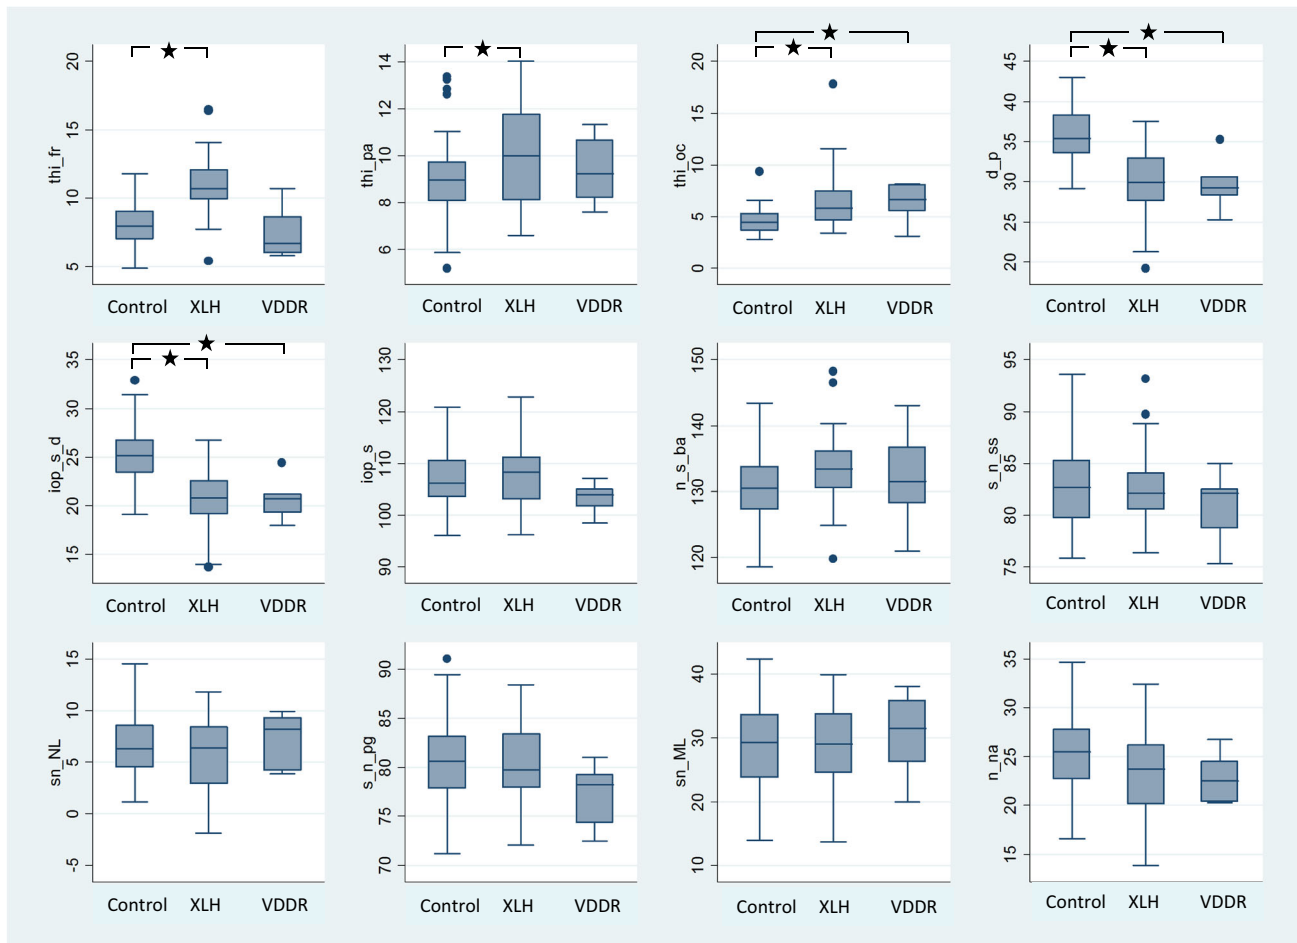 thi_fr
20
15
10
5
Control XLH VDDR
thi_pa
14
12
10
8
6
Control XLH VDDR
thi_oc
20
15
10
5
0
Control XLH VDDR
d_p
45
40
35
30
25
20
Control XLH VDDR
iop_s_d
35
30
25
20
15
Control XLH VDDR
iop_s
130
120
110
100
90
Control XLH VDDR
n_s_ba
150
140
130
120
Control XLH VDDR
s_n_ss
95
90
85
80
75
Control XLH VDDR
sn_NL
15
10
5
0
-5
Control XLH VDDR
s_n_pg
90
85
80
75
70
Control XLH VDDR
sn_ML
40
30
20
10
Control XLH VDDR
n_na
35
30
25
20
15
Control XLH VDDR